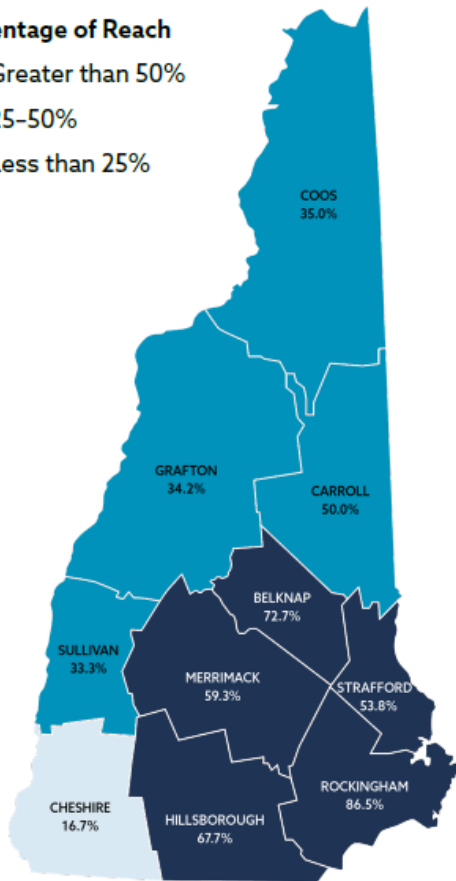 entage of Reach
Greater than 50%
25–50%
Less than 25%
COOS
35.0%
GRAFTON
34.2%
CARROLL
50.0%
BELKNAP
72.7%
SULLIVAN
33.3%
MERRIMACK
59.3%
STRAFFORD
53.8%
ROCKINGHAM
86.5%
CHESHIRE
16.7%
HILLSBOROUGH
67.7%